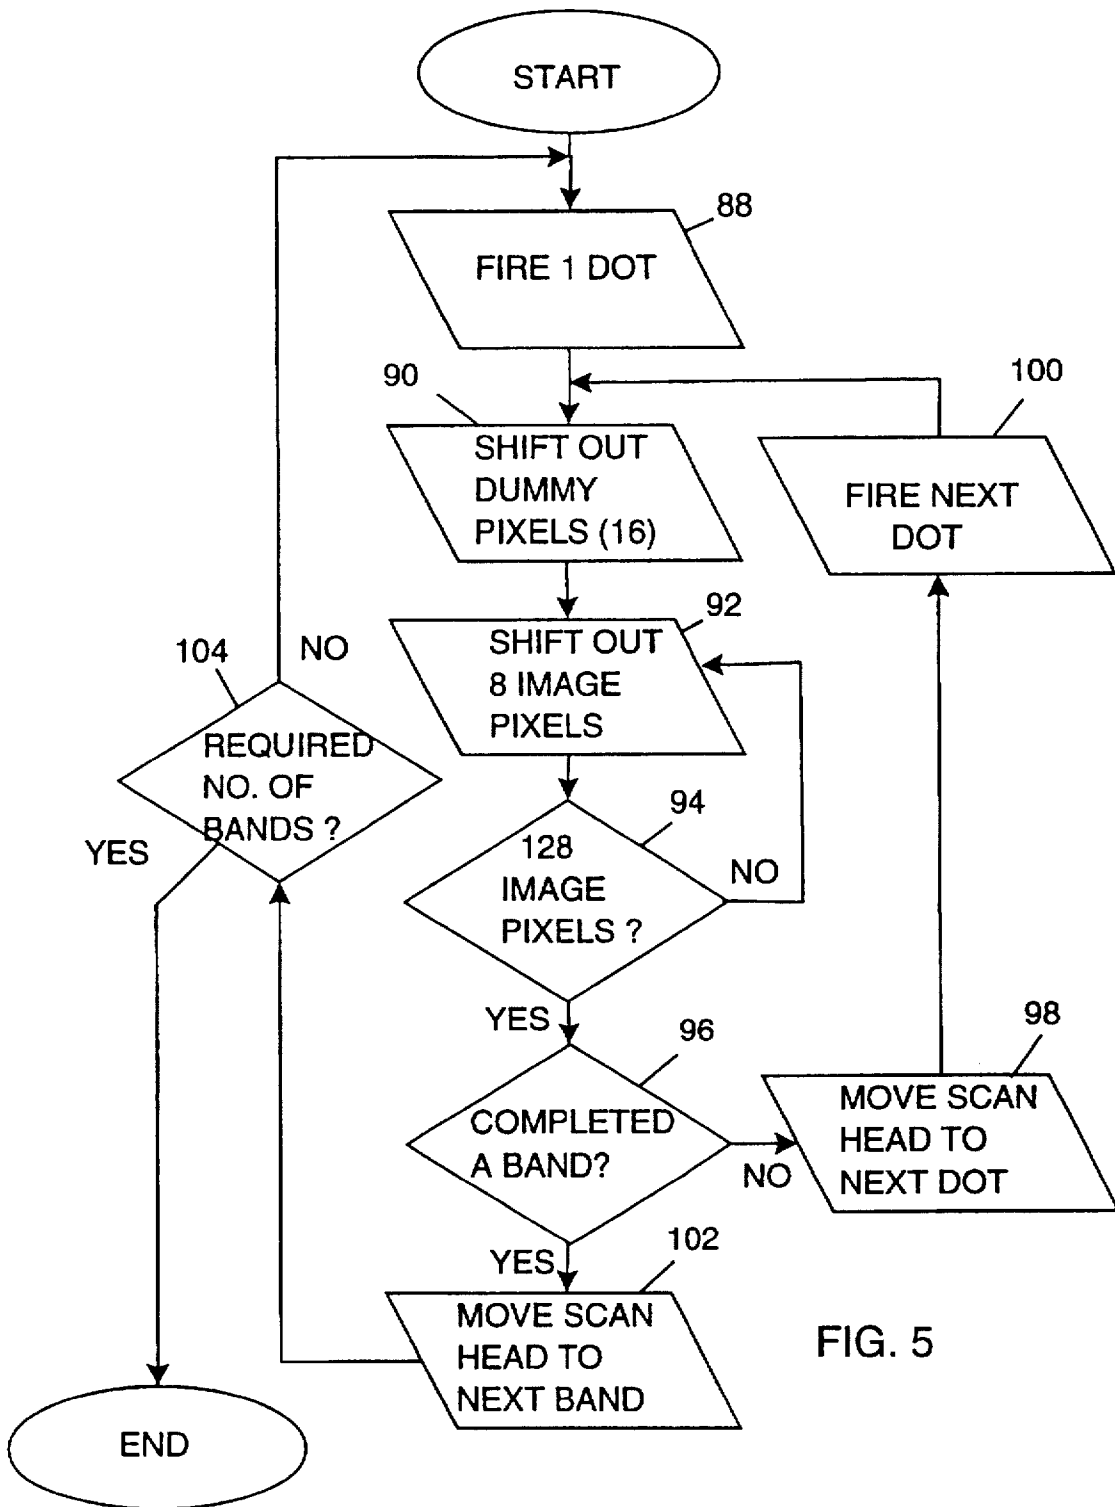 START
88
FIRE 1 DOT
90
100
SHIFT OUT
DUMMY
PIXELS (16)
FIRE NEXT
DOT
92
SHIFT OUT
8 IMAGE
PIXELS
104
NO
REQUIRED
NO. OF
BANDS ?
YES
94
128
IMAGE
PIXELS ?
NO
YES
96
COMPLETED
A BAND?
NO
98
MOVE SCAN
HEAD TO
NEXT DOT
YES
102
MOVE SCAN
HEAD TO
NEXT BAND
FIG. 5
END